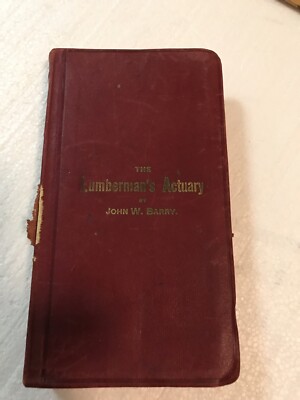 THE
Lumberman's Actuary
BY
JOHN W. BARRY.